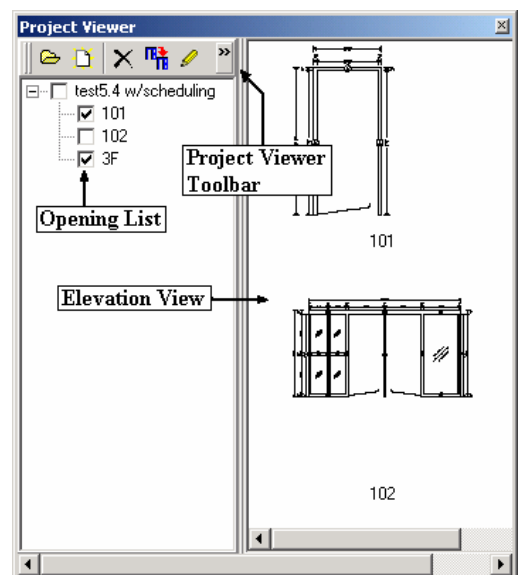 Project Viewer
test5.4 w/scheduling
101
102
3F
Project Viewer
Toolbar
Opening List
Elevation View
101
102